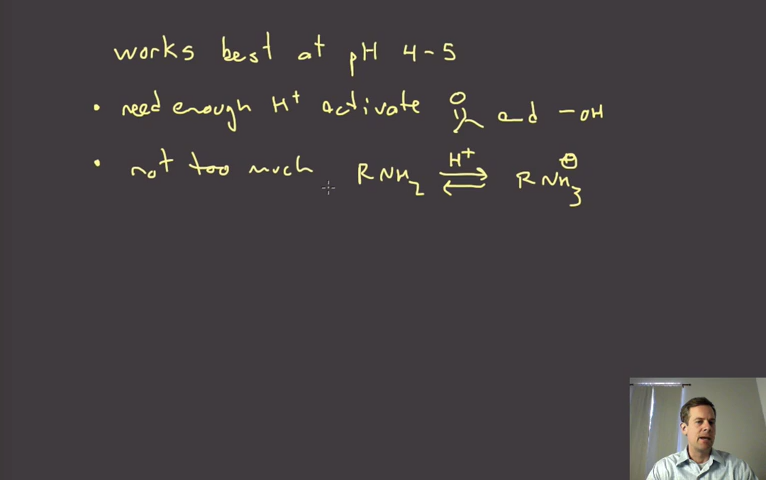 works best at pH 4-5
• need enough H⁺ activate O and -OH
• not too much RNH₂ H⁺ ⇌ RNH₃⊕